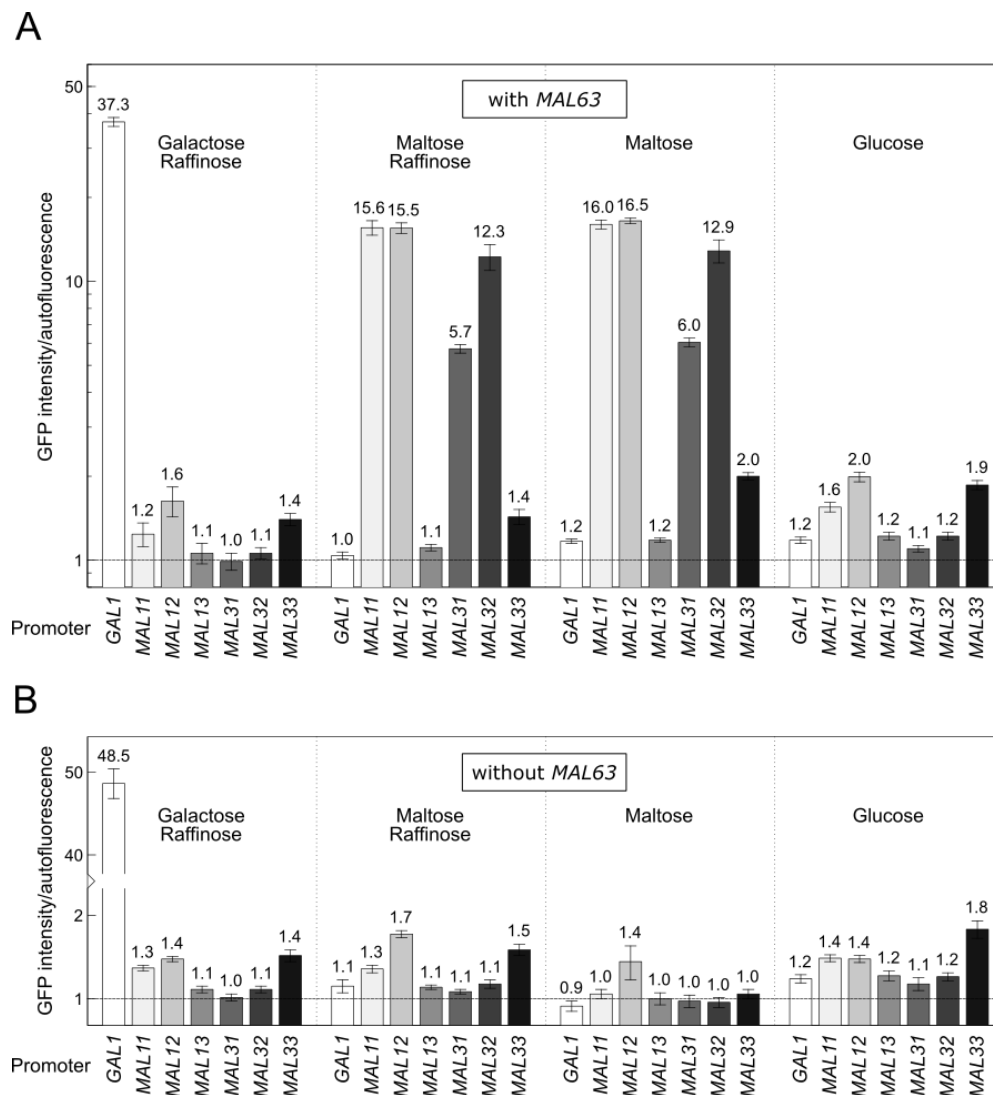 A
with MAL63
Galactose
Raffinose
Maltose
Raffinose
Maltose
Glucose
GFP intensity/autofluorescence
50
10
1
37.3
1.2
1.6
1.1
1.0
1.1
1.4
1.0
15.6
15.5
1.1
5.7
12.3
1.4
1.2
16.0
16.5
1.2
6.0
12.9
2.0
1.2
1.6
2.0
1.2
1.1
1.2
1.9
Promoter
GAL1
MAL11
MAL12
MAL13
MAL31
MAL32
MAL33
GAL1
MAL11
MAL12
MAL13
MAL31
MAL32
MAL33
GAL1
MAL11
MAL12
MAL13
MAL31
MAL32
MAL33
GAL1
MAL11
MAL12
MAL13
MAL31
MAL32
MAL33
B
without MAL63
Galactose
Raffinose
Maltose
Raffinose
Maltose
Glucose
GFP intensity/autofluorescence
50
40
2
1
48.5
1.3
1.4
1.1
1.0
1.1
1.4
1.1
1.3
1.7
1.1
1.1
1.1
1.5
0.9
1.0
1.4
1.0
1.0
1.0
1.0
1.2
1.4
1.4
1.2
1.1
1.2
1.8
Promoter
GAL1
MAL11
MAL12
MAL13
MAL31
MAL32
MAL33
GAL1
MAL11
MAL12
MAL13
MAL31
MAL32
MAL33
GAL1
MAL11
MAL12
MAL13
MAL31
MAL32
MAL33
GAL1
MAL11
MAL12
MAL13
MAL31
MAL32
MAL33